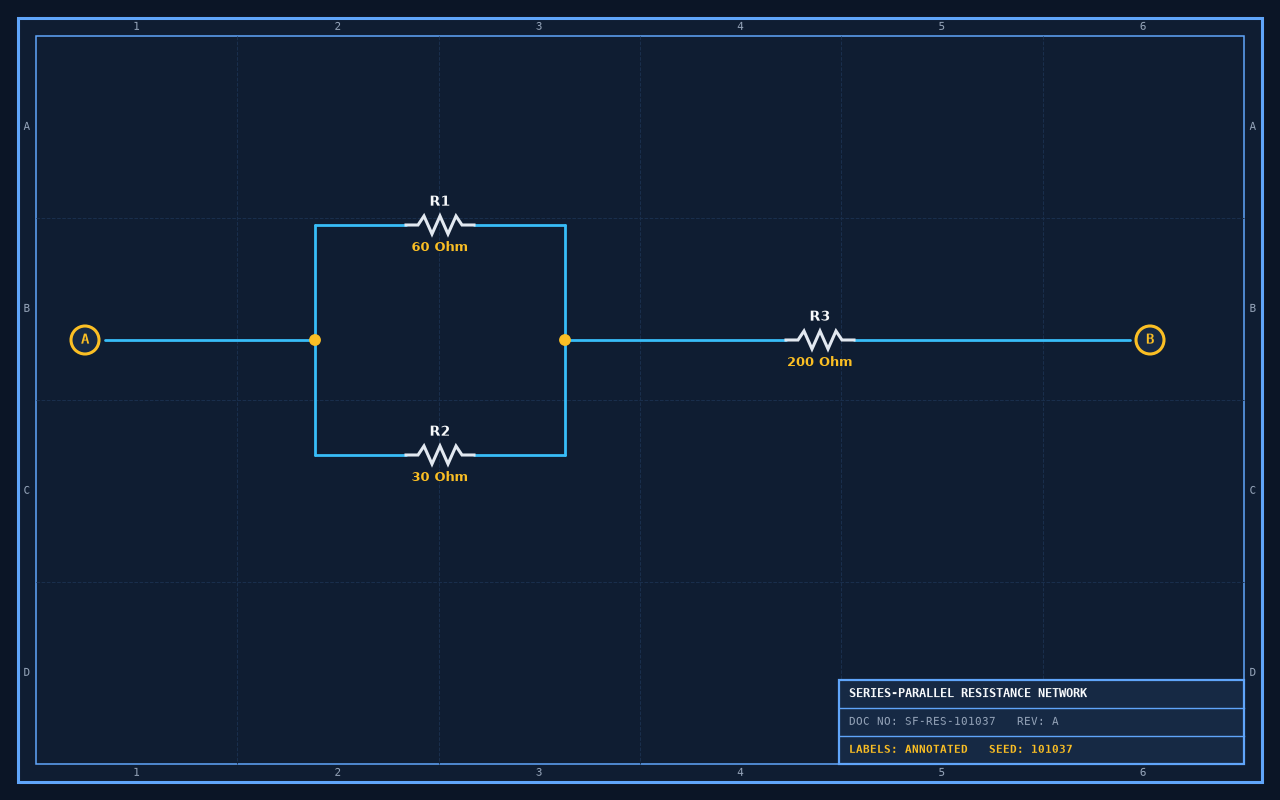 1 2 3 4 5 6
A A
R1
60 Ohm
B B
R3
A B
200 Ohm
R2
30 Ohm
C C
D D
SERIES-PARALLEL RESISTANCE NETWORK
DOC NO: SF-RES-101037 REV: A
LABELS: ANNOTATED SEED: 101037
1 2 3 4 5 6